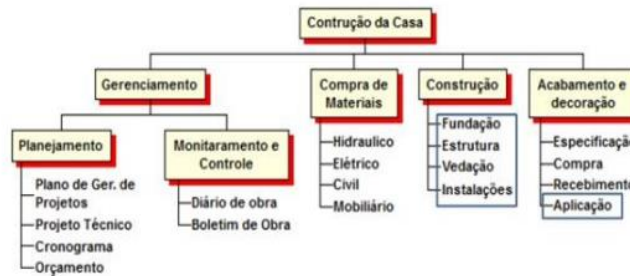 Contrução da Casa
Gerenciamento
Compra de
Materiais
Construção
Acabamento e
decoração
Planejamento
Monitaramento e
Controle
Plano de Ger. de
Projetos
Projeto Técnico
Cronograma
Orçamento
Diário de obra
Boletim de Obra
Hidraulico
Elétrico
Civil
Mobiliário
Fundação
Estrutura
Vedação
Instalações
Especificação
Compra
Recebimento
Aplicação